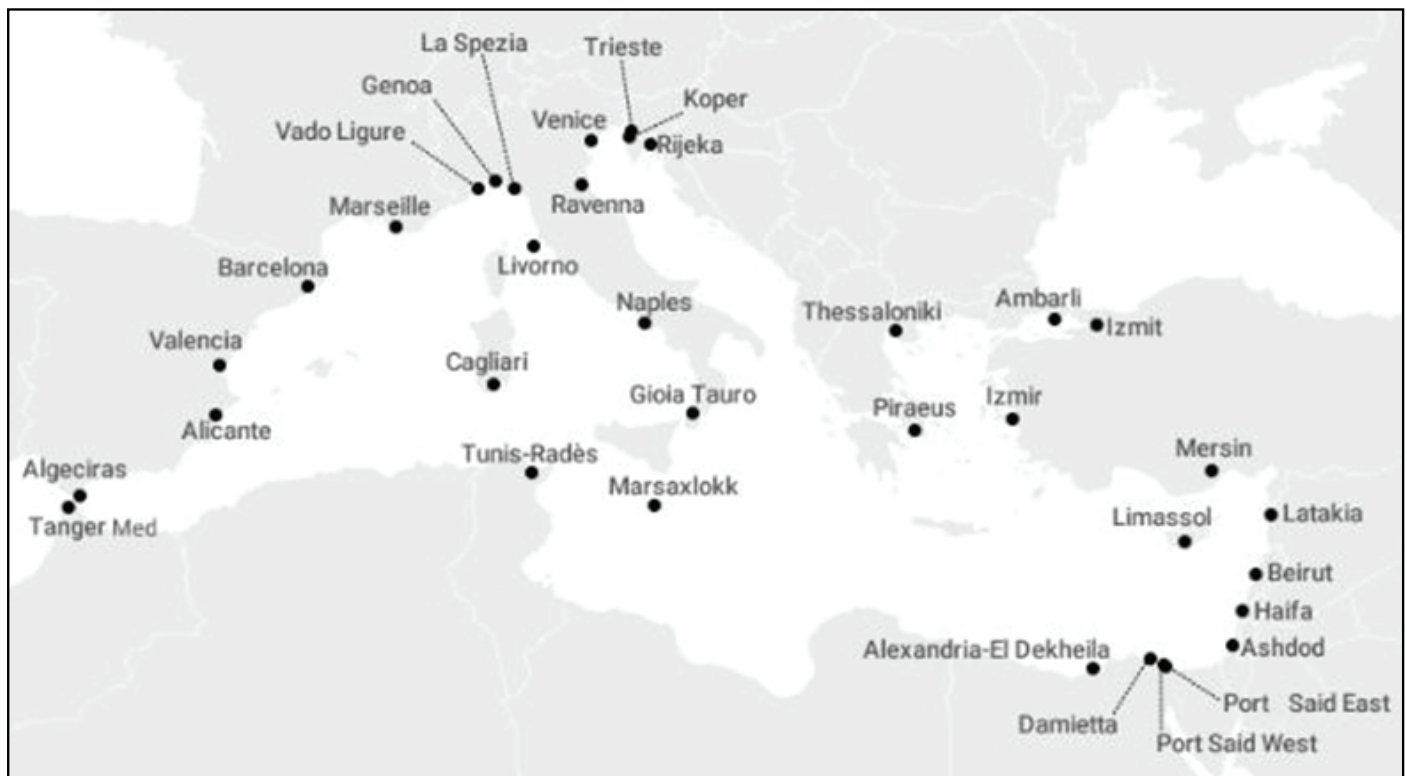 La Spezia
Trieste
Genoa
Koper
Vado Ligure
Venice
Rijeka
Marseille
Ravenna
Barcelona
Livorno
Naples
Thessaloniki
Ambarli
Izmit
Valencia
Cagliari
Gioia Tauro
Piraeus
Izmir
Alicante
Algeciras
Tunis-Radès
Mersin
Marsaxlokk
Tanger Med
Limassol
Latakia
Beirut
Haifa
Alexandria-El Dekheila
Ashdod
Port Said East
Damietta
Port Said West